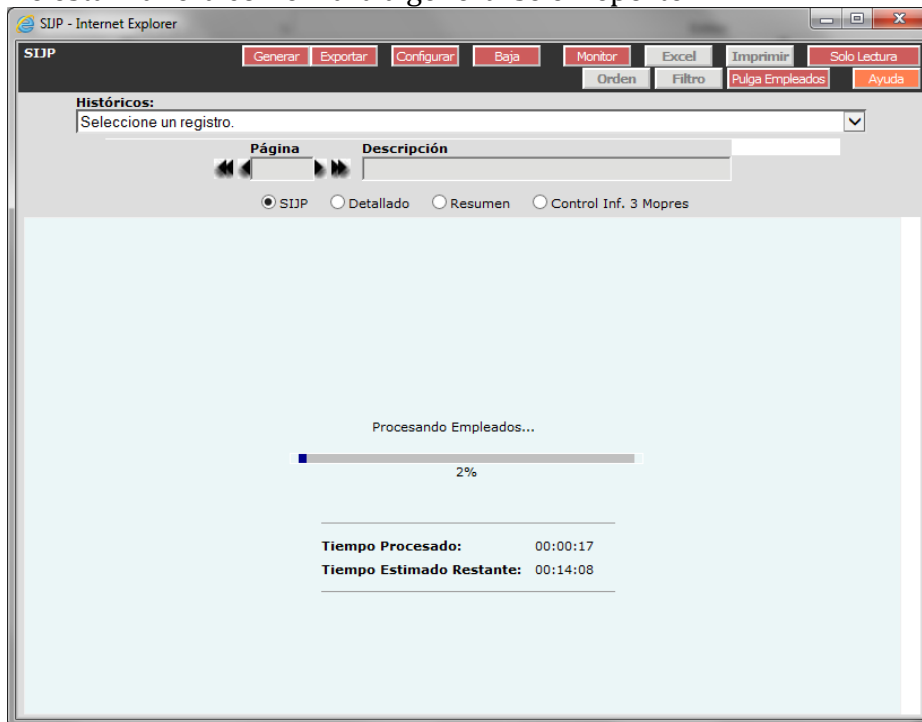 SIJP - Internet Explorer
SIJP Generar Exportar Configurar Baja Monitor Excel Imprimir Solo Lectura
Orden Filtro Pulga Empleados Ayuda
Históricos:
Seleccione un registro.
Página Descripción
SIJP Detallado Resumen Control Inf. 3 Mopres
Procesando Empleados...
2%
Tiempo Procesado: 00:00:17
Tiempo Estimado Restante: 00:14:08